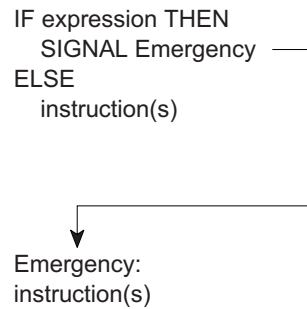 IF expression THEN
SIGNAL Emergency
ELSE
instruction(s)
Emergency:
instruction(s)